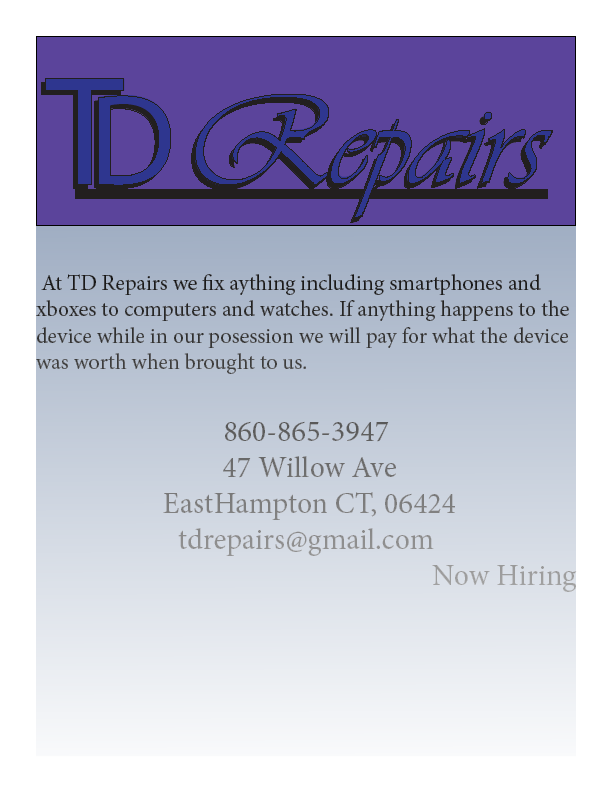 TD Repairs
At TD Repairs we fix aything including smartphones and
xboxes to computers and watches. If anything happens to the
device while in our posession we will pay for what the device
was worth when brought to us.
860-865-3947
47 Willow Ave
EastHampton CT, 06424
tdrepairs@gmail.com
Now Hiring